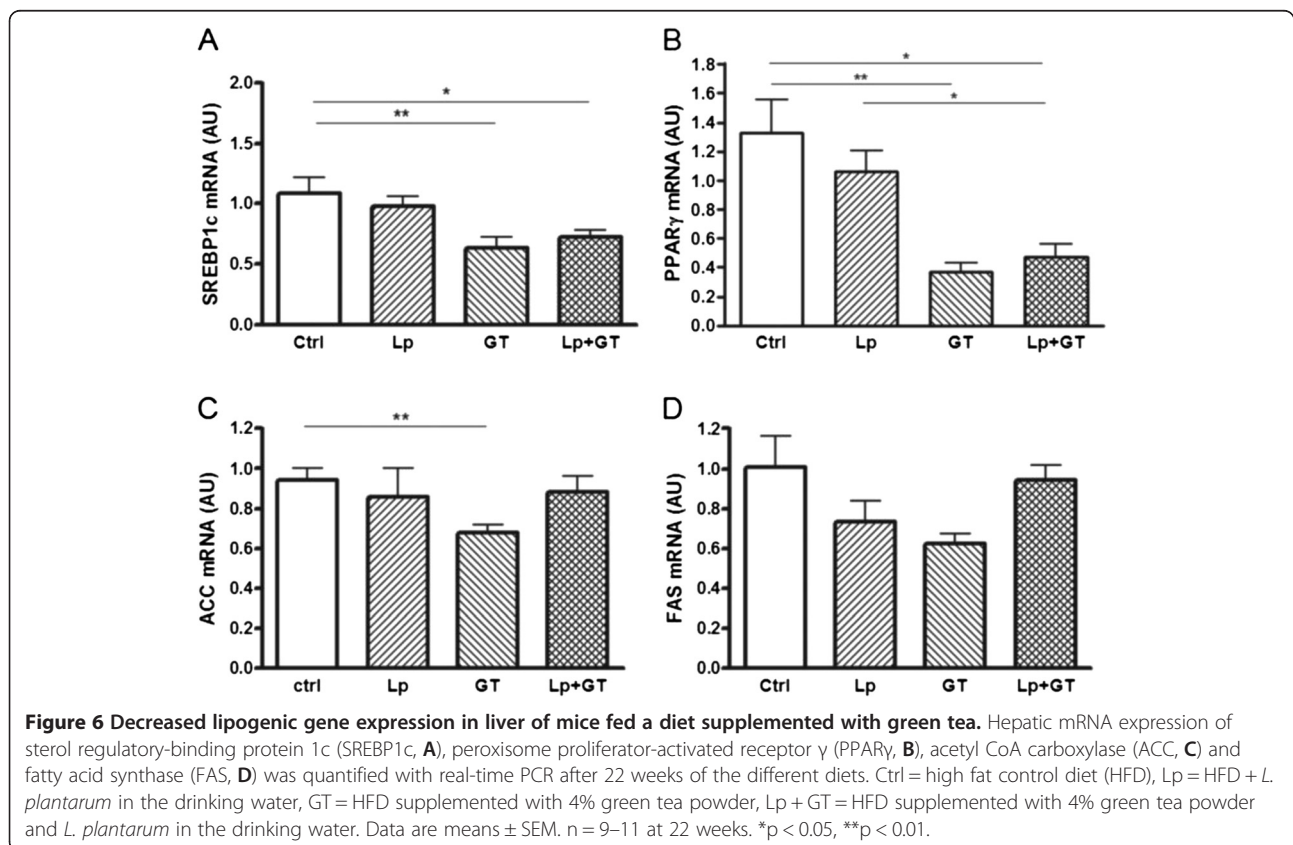 A
SREBP1c mRNA (AU)
2.0
1.5
1.0
0.5
0.0
*
**
Ctrl Lp GT Lp+GT
B
PPARγ mRNA (AU)
1.8
1.6
1.4
1.2
1.0
0.8
0.6
0.4
0.2
0.0
*
**
*
Ctrl Lp GT Lp+GT
C
ACC mRNA (AU)
1.2
1.0
0.8
0.6
0.4
0.2
0.0
**
ctrl Lp GT Lp+GT
D
FAS mRNA (AU)
1.2
1.0
0.8
0.6
0.4
0.2
0.0
Ctrl Lp GT Lp+GT
Figure 6 Decreased lipogenic gene expression in liver of mice fed a diet supplemented with green tea. Hepatic mRNA expression of
sterol regulatory-binding protein 1c (SREBP1c, A), peroxisome proliferator-activated receptor γ (PPARγ, B), acetyl CoA carboxylase (ACC, C) and
fatty acid synthase (FAS, D) was quantified with real-time PCR after 22 weeks of the different diets. Ctrl = high fat control diet (HFD), Lp = HFD + L.
plantarum in the drinking water, GT = HFD supplemented with 4% green tea powder, Lp + GT = HFD supplemented with 4% green tea powder
and L. plantarum in the drinking water. Data are means ± SEM. n = 9–11 at 22 weeks. *p < 0.05, **p < 0.01.